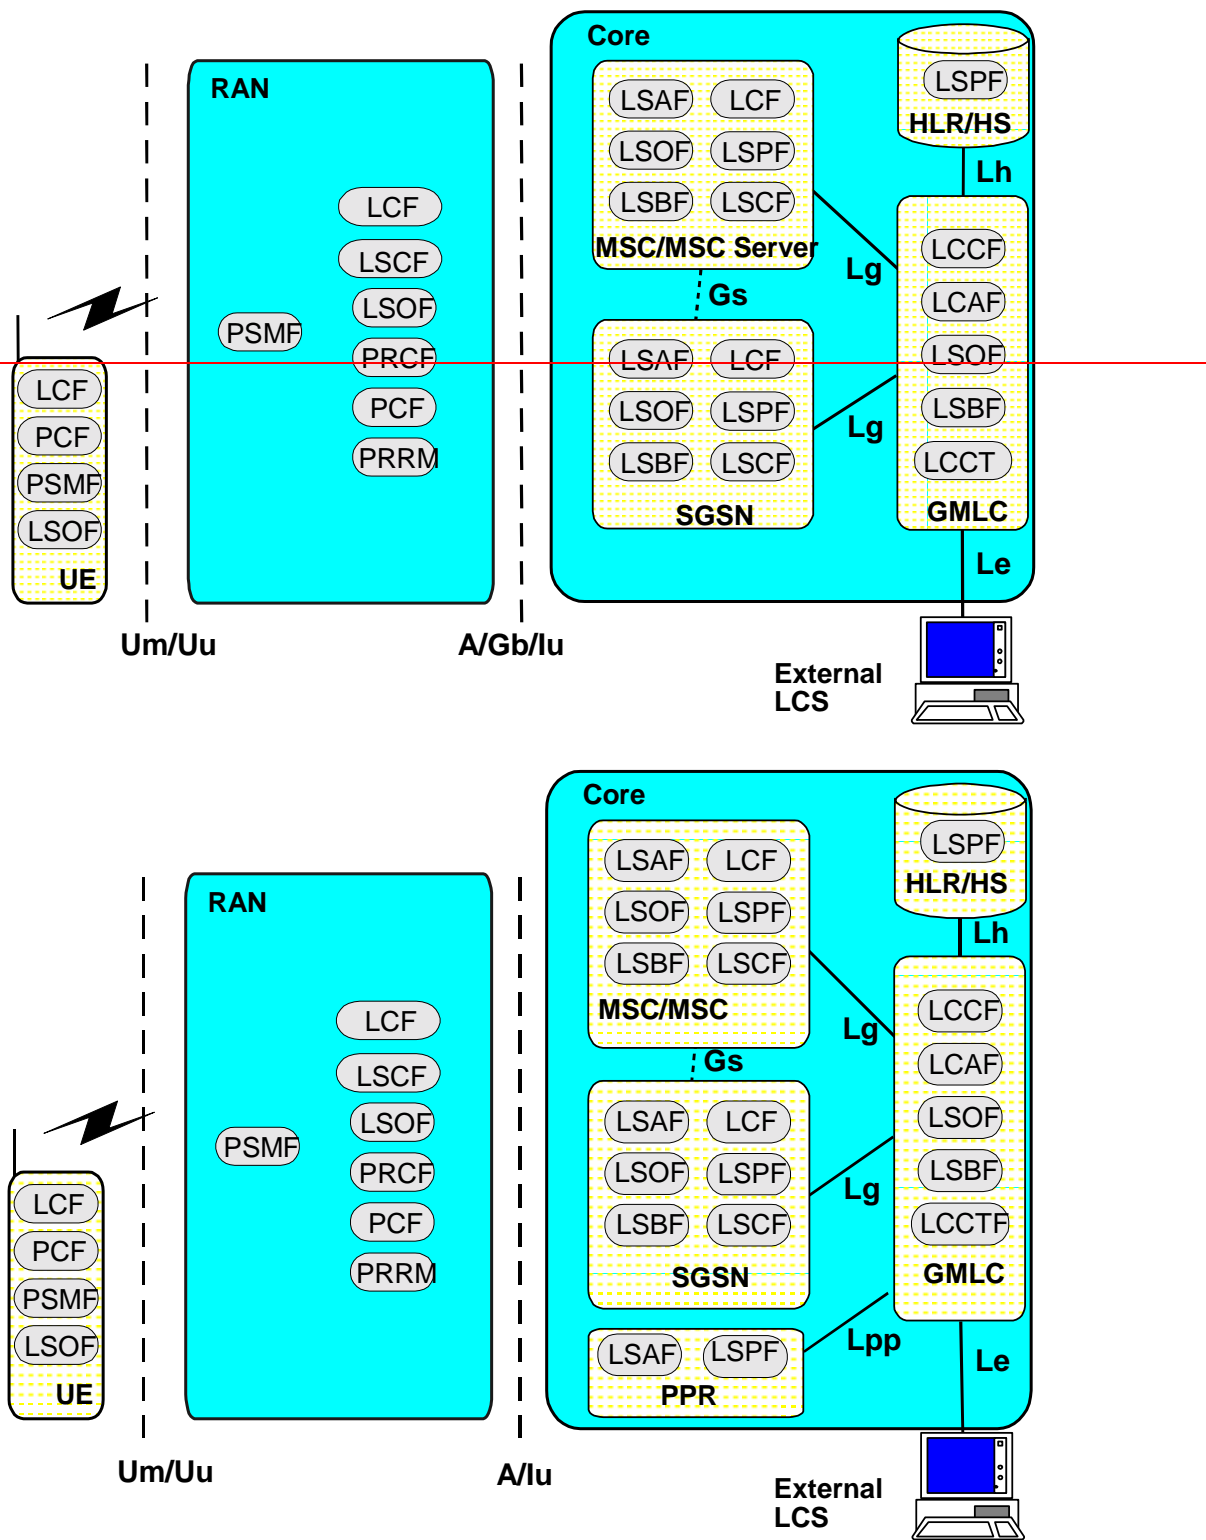 Core
RAN
LSAF LCF
LSOF LSPF
LSBF LSCF
MSC/MSC Server
LSPF
HLR/HS
Lh
Lg
Gs
LCF
LSCF
LSOF
PSMF
PRCF
PCF
PRRM
LSAF LCF
LSOF LSPF
LSBF LSCF
SGSN
Lg
LCCF
LCAF
LSOF
LSBF
LCCT
GMLC
LCF
PCF
PSMF
LSOF
UE
Le
Um/Uu
A/Gb/Iu
External
LCS
Core
RAN
LSAF LCF
LSOF LSPF
LSBF LSCF
MSC/MSC
LSPF
HLR/HS
Lh
Lg
Gs
LCF
LSCF
LSOF
PSMF
PRCF
PCF
PRRM
LSAF LCF
LSOF LSPF
LSBF LSCF
SGSN
Lg
LCCF
LCAF
LSOF
LSBF
LCCTF
GMLC
LCF
PCF
PSMF
LSOF
UE
LSAF LSPF
PPR
Lpp
Le
Um/Uu
A/Iu
External
LCS